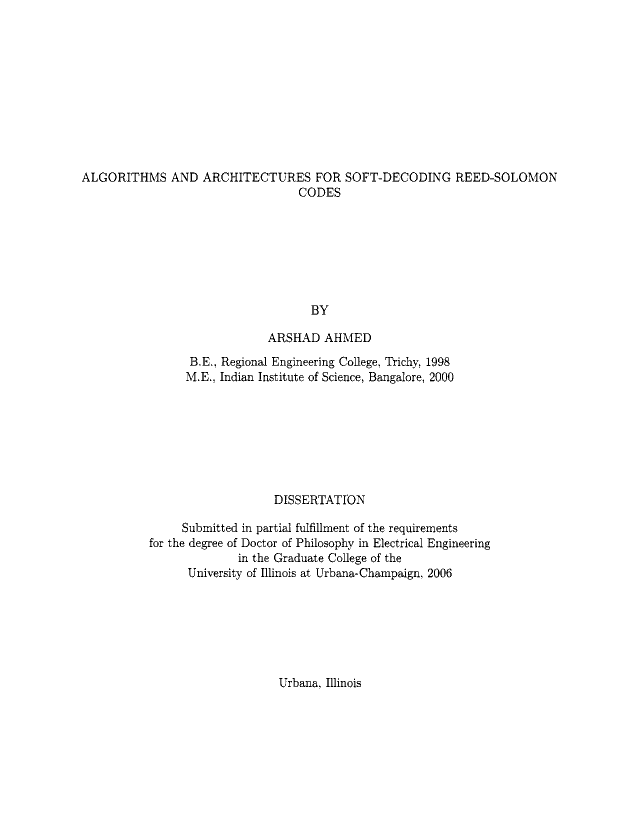 ALGORITHMS AND ARCHITECTURES FOR SOFT-DECODING REED-SOLOMON
CODES
BY
ARSHAD AHMED
B.E., Regional Engineering College, Trichy, 1998
M.E., Indian Institute of Science, Bangalore, 2000
DISSERTATION
Submitted in partial fulfillment of the requirements
for the degree of Doctor of Philosophy in Electrical Engineering
in the Graduate College of the
University of Illinois at Urbana-Champaign, 2006
Urbana, Illinois